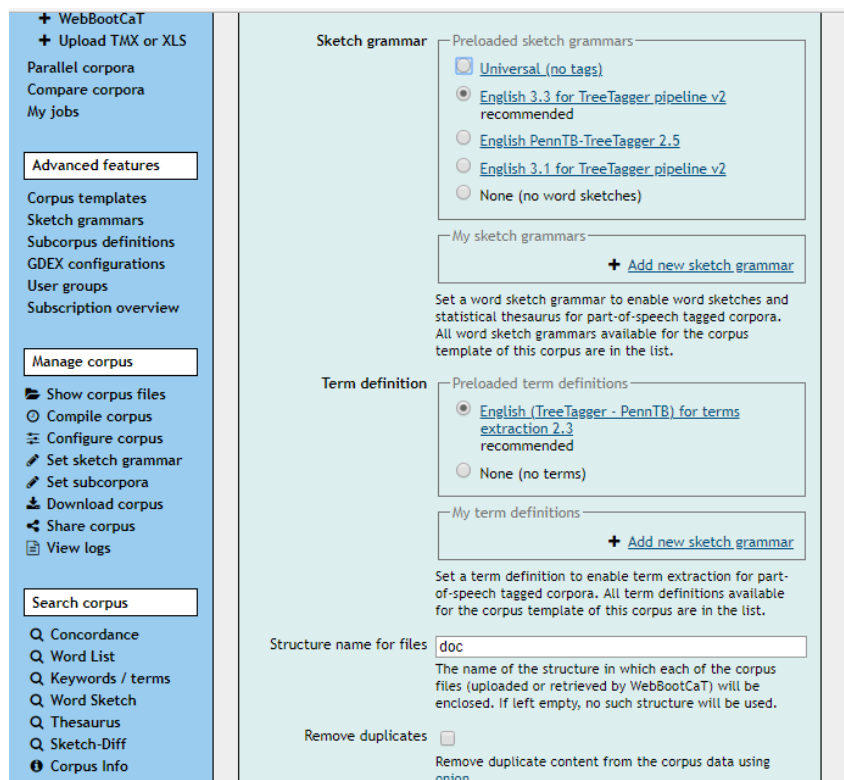 + WebBootCaT
+ Upload TMX or XLS
Parallel corpora
Compare corpora
My jobs
Advanced features
Corpus templates
Sketch grammars
Subcorpus definitions
GDEX configurations
User groups
Subscription overview
Manage corpus
Show corpus files
Compile corpus
Configure corpus
Set sketch grammar
Set subcorpora
Download corpus
Share corpus
View logs
Search corpus
Concordance
Word List
Keywords / terms
Word Sketch
Thesaurus
Sketch-Diff
Corpus Info
Sketch grammar
Preloaded sketch grammars
Universal (no tags)
English 3.3 for TreeTagger pipeline v2
recommended
English PennTB-TreeTagger 2.5
English 3.1 for TreeTagger pipeline v2
None (no word sketches)
My sketch grammars
+ Add new sketch grammar
Set a word sketch grammar to enable word sketches and
statistical thesaurus for part-of-speech tagged corpora.
All word sketch grammars available for the corpus
template of this corpus are in the list.
Term definition
Preloaded term definitions
English (TreeTagger - PennTB) for terms
extraction 2.3
recommended
None (no terms)
My term definitions
+ Add new sketch grammar
Set a term definition to enable term extraction for part-
of-speech tagged corpora. All term definitions available
for the corpus template of this corpus are in the list.
Structure name for files
doc
The name of the structure in which each of the corpus
files (uploaded or retrieved by WebBootCaT) will be
enclosed. If left empty, no such structure will be used.
Remove duplicates
Remove duplicate content from the corpus data using
onion